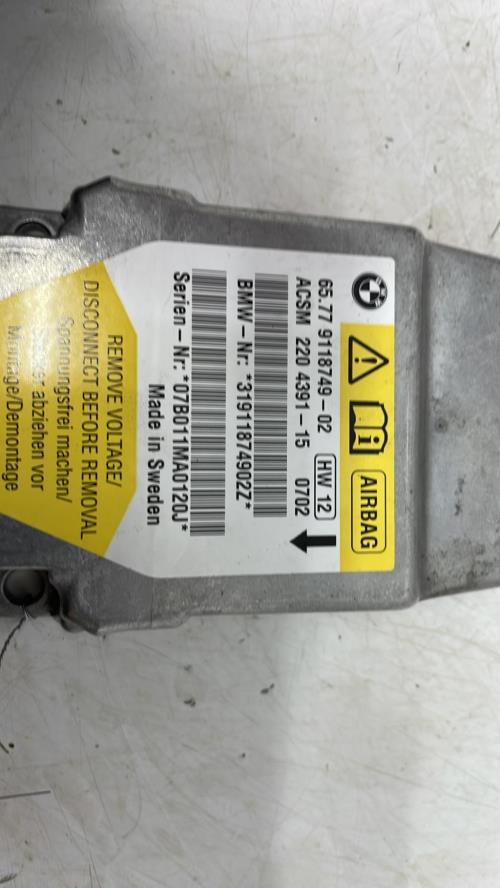 AIRBAG
65.77 9118749-02 HW 12
ACSM 220 4391-15 0702
BMW-Nr: *31911874902Z*
Serien-Nr: *07B011MA0120J*
Made in Sweden
REMOVE VOLTAGE/
DISCONNECT BEFORE REMOVAL
Spannungsfrei machen/
abziehen vor
Montage/Demontage